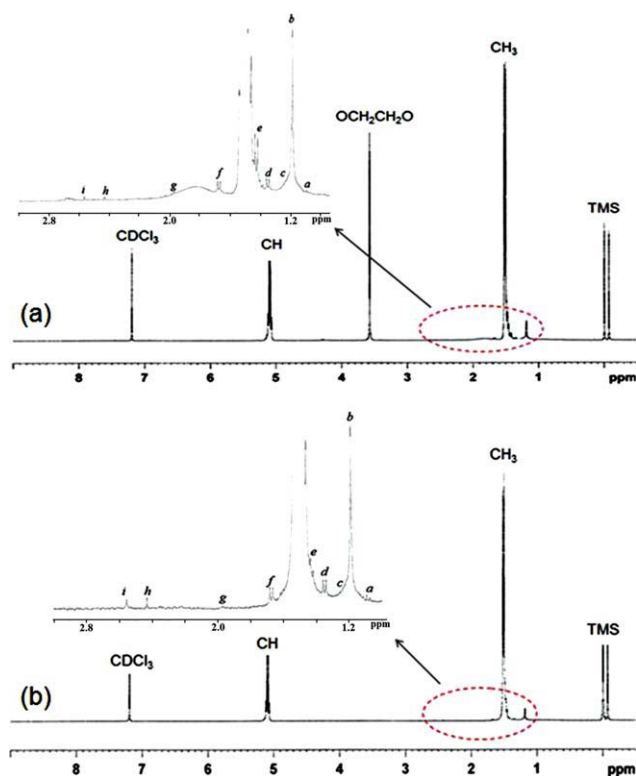 b
CH3
e
OCH2CH2O
f
d
c
i
h
g
a
2.8
2.0
1.2
ppm
TMS
CDCl3
CH
(a)
8
7
6
5
4
3
2
1
ppm
b
CH3
e
f
d
i
h
g
c
a
2.8
2.0
1.2
ppm
TMS
CDCl3
CH
(b)
8
7
6
5
4
3
2
1
ppm